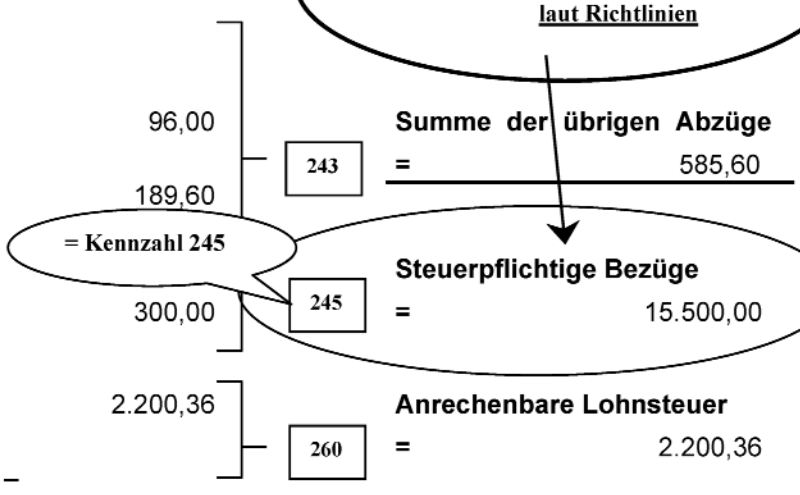 laut Richtlinien
96,00
Summe der übrigen Abzüge
243
= 585,60
189,60
= Kennzahl 245
Steuerpflichtige Bezüge
300,00
245
= 15.500,00
2.200,36
Anrechenbare Lohnsteuer
260
= 2.200,36